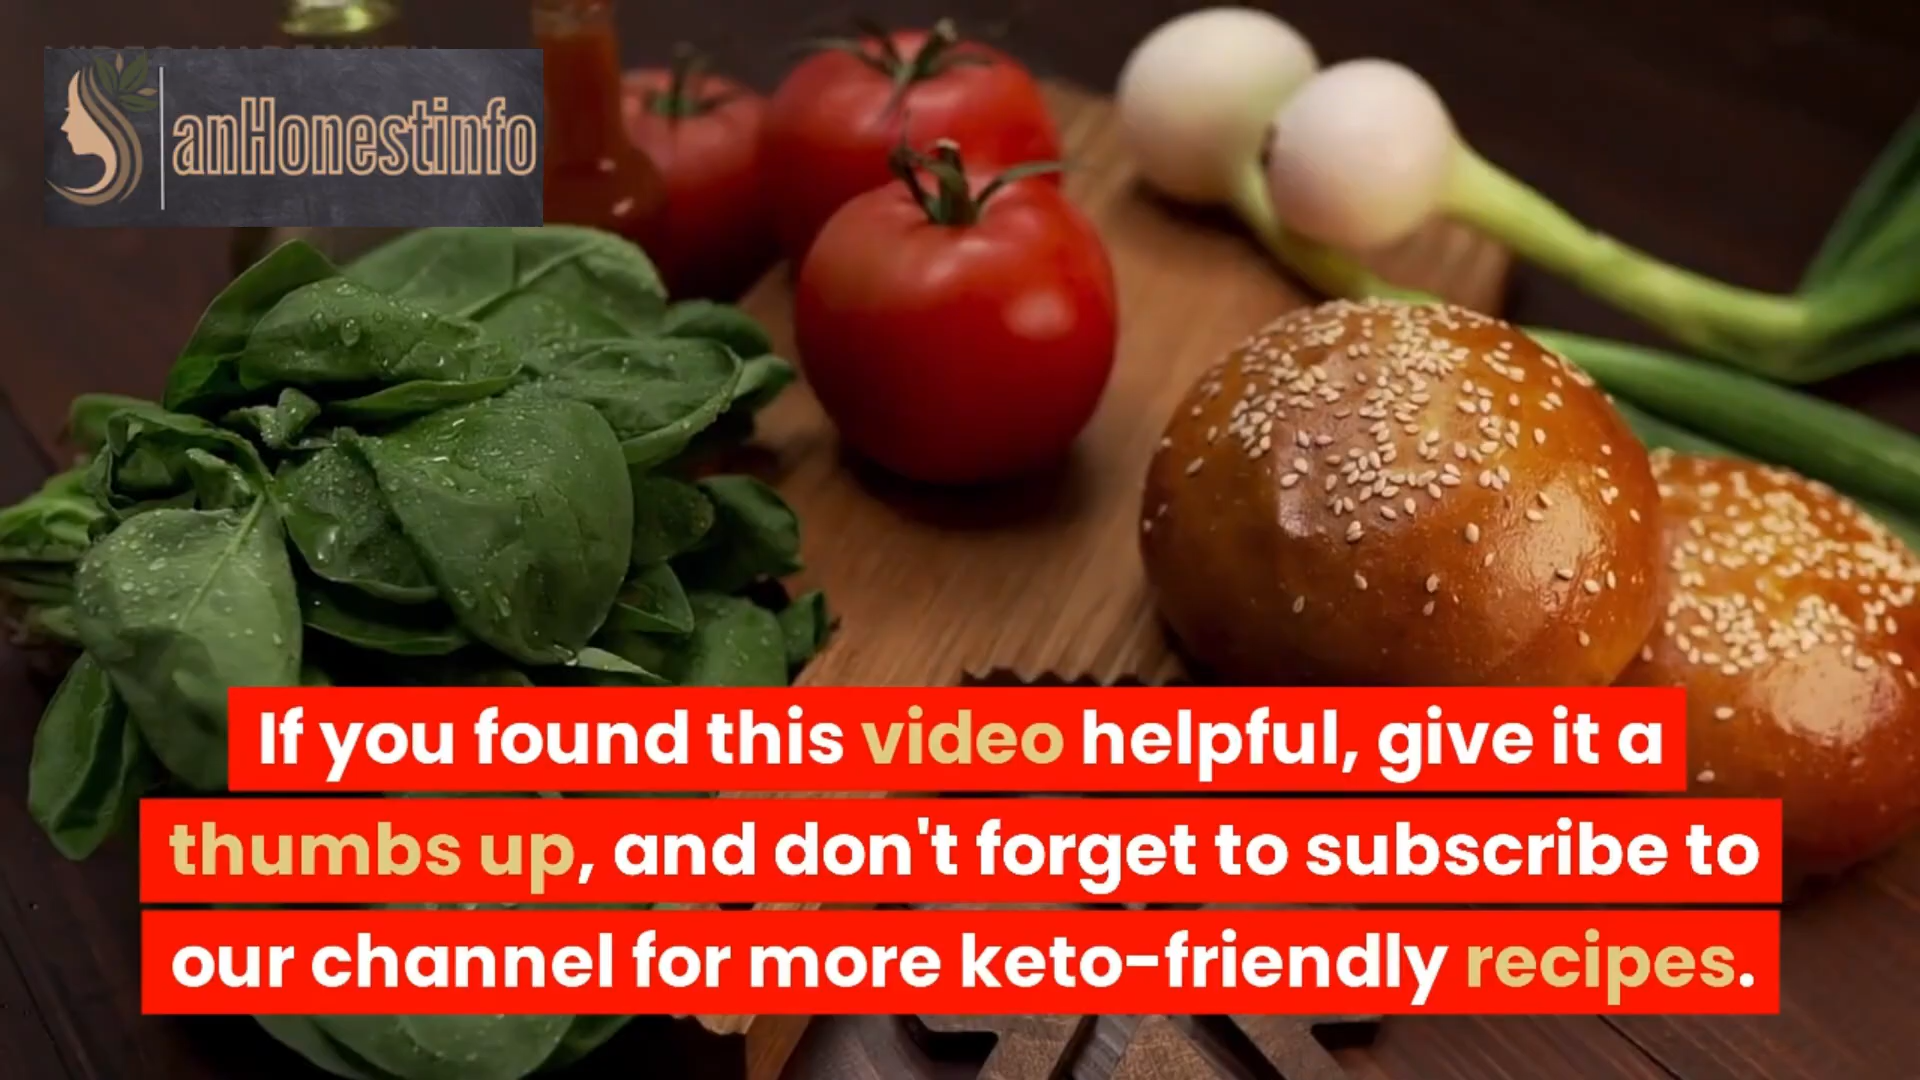 anHonestinfo
If you found this video helpful, give it a
thumbs up, and don't forget to subscribe to
our channel for more keto-friendly recipes.